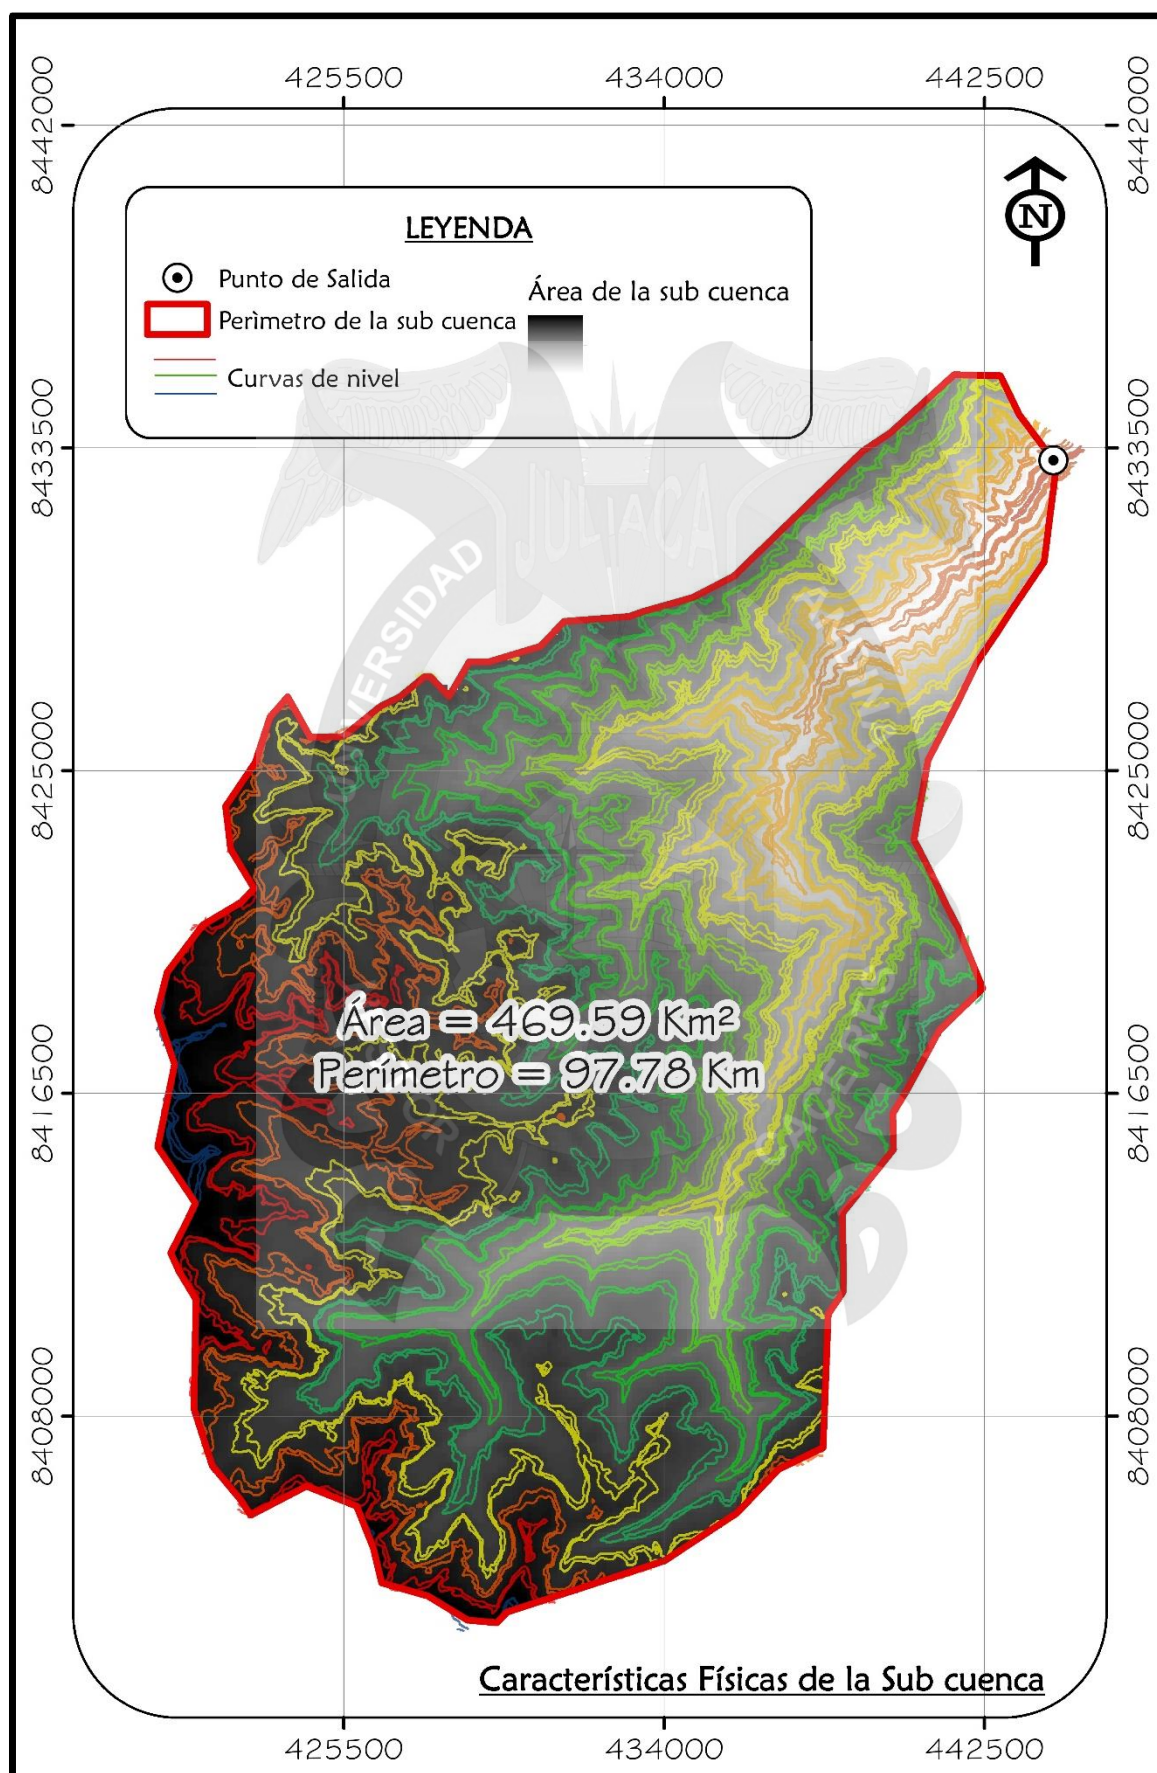 425500 434000 442500
8442000
8442000
LEYENDA
Punto de Salida
Área de la sub cuenca
Perìmetro de la sub cuenca
Curvas de nivel
N
8433500
8433500
JULIACA
UNIVERSIDAD
8425000
8425000
Área = 469.59 Km²
Perímetro = 97.78 Km
8416500
8416500
8408000
8408000
Características Físicas de la Sub cuenca
425500 434000 442500